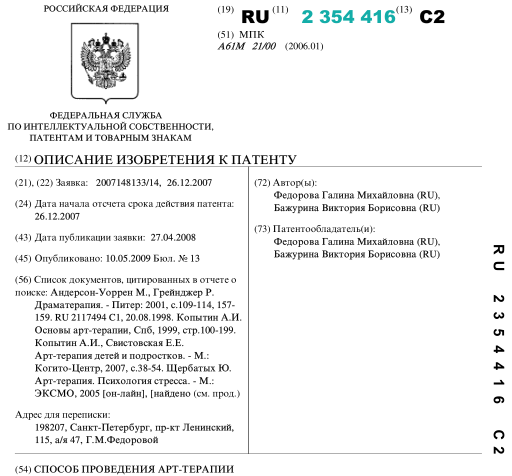 РОССИЙСКАЯ ФЕДЕРАЦИЯ
ФЕДЕРАЛЬНАЯ СЛУЖБА
ПО ИНТЕЛЛЕКТУАЛЬНОЙ СОБСТВЕННОСТИ,
ПАТЕНТАМ И ТОВАРНЫМ ЗНАКАМ
(19) RU (11) 2 354 416 (13) C2
(51) МПК
A61M 21/00 (2006.01)
(12) ОПИСАНИЕ ИЗОБРЕТЕНИЯ К ПАТЕНТУ
(21), (22) Заявка: 2007148133/14, 26.12.2007
(24) Дата начала отсчета срока действия патента:
26.12.2007
(43) Дата публикации заявки: 27.04.2008
(45) Опубликовано: 10.05.2009 Бюл. № 13
(56) Список документов, цитированных в отчете о
поиске: Андерсон-Уоррен М., Грейнджер Р.
Драматерапия. - Питер: 2001, с.109-114, 157-
159. RU 2117494 C1, 20.08.1998. Копытин А.И.
Основы арт-терапии, Спб, 1999, стр.100-199.
Копытин А.И., Свистовская Е.Е.
Арт-терапия детей и подростков. - М.:
Когито-Центр, 2007, с.38-54. Щербатых Ю.
Арт-терапия. Психология стресса. - М.:
ЭКСМО, 2005 [он-лайн], [найдено (см. прод.)
Адрес для переписки:
198207, Санкт-Петербург, пр-кт Ленинский,
115, а/я 47, Г.М.Федоровой
(72) Автор(ы):
Федорова Галина Михайловна (RU),
Бажурина Виктория Борисовна (RU)
(73) Патентообладатель(и):
Федорова Галина Михайловна (RU),
Бажурина Виктория Борисовна (RU)
(54) СПОСОБ ПРОВЕДЕНИЯ АРТ-ТЕРАПИИ
RU 2354416 C2